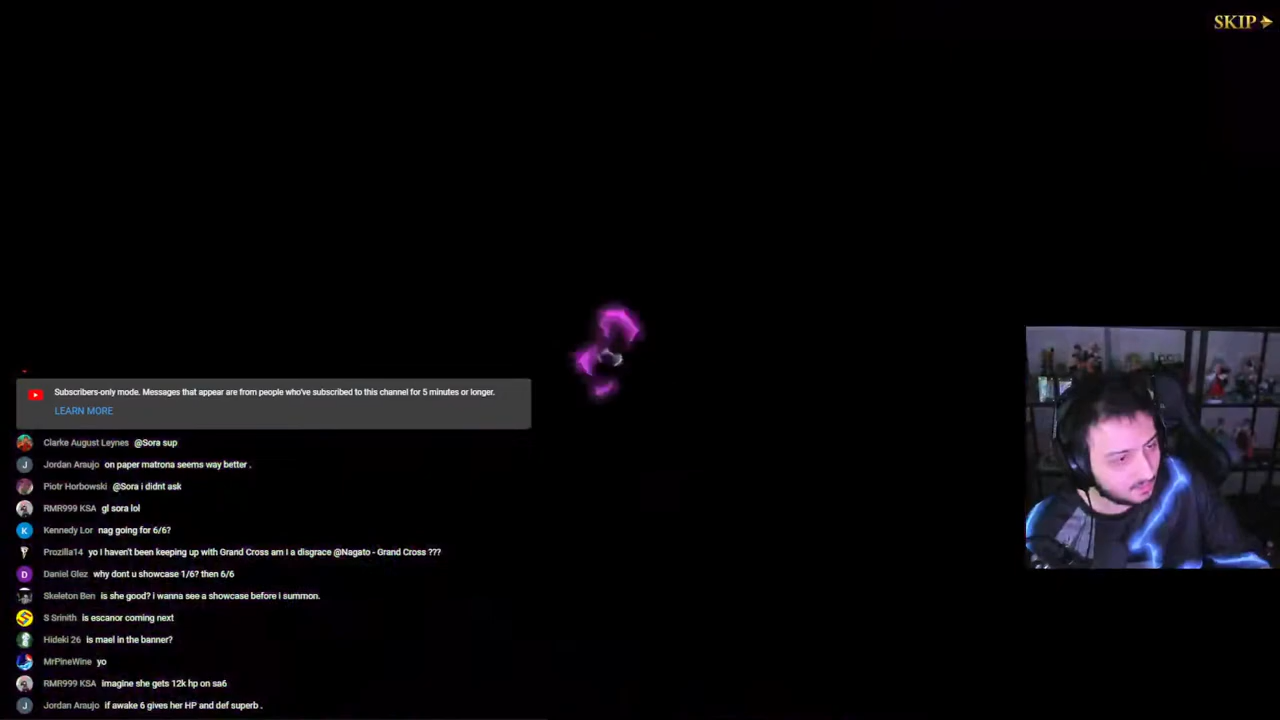 SKIP
Subscribers-only mode. Messages that appear are from people who've subscribed to this channel for 5 minutes or longer.
LEARN MORE
Clarke August Leynes @Sora sup
J Jordan Araujo on paper matrona seems way better .
Piotr Horbowski @Sora i didnt ask
RMR999 KSA gl sora lol
K Kennedy Lor nag going for 6/6?
Prozilla14 yo I haven't been keeping up with Grand Cross am I a disgrace @Nagato - Grand Cross ???
D Daniel Glez why dont u showcase 1/6? then 6/6
Skeleton Ben is she good? i wanna see a showcase before i summon.
S Srinith is escanor coming next
Hideki 26 is mael in the banner?
MrPineWine yo
RMR999 KSA imagine she gets 12k hp on sa6
J Jordan Araujo if awake 6 gives her HP and def superb .